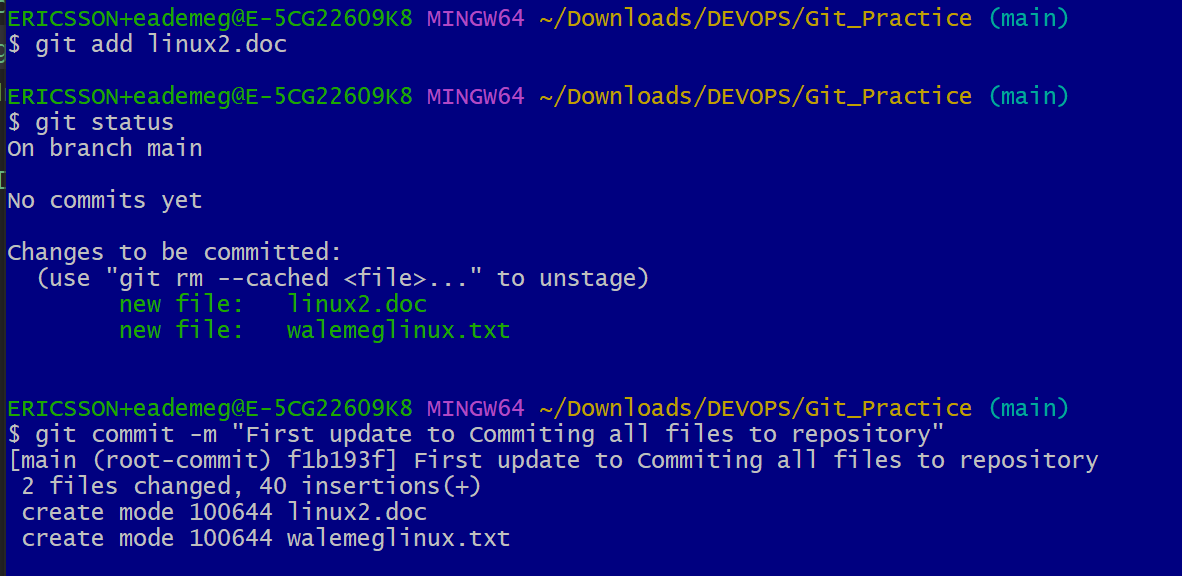 ERICSSON+eademeg@E-5CG22609K8 MINGW64 ~/Downloads/DEVOPS/Git_Practice (main)
$ git add linux2.doc
ERICSSON+eademeg@E-5CG22609K8 MINGW64 ~/Downloads/DEVOPS/Git_Practice (main)
$ git status
On branch main
No commits yet
Changes to be committed:
  (use "git rm --cached <file>..." to unstage)
        new file:   linux2.doc
        new file:   walemeglinux.txt
ERICSSON+eademeg@E-5CG22609K8 MINGW64 ~/Downloads/DEVOPS/Git_Practice (main)
$ git commit -m "First update to Commiting all files to repository"
[main (root-commit) f1b193f] First update to Commiting all files to repository
 2 files changed, 40 insertions(+)
 create mode 100644 linux2.doc
 create mode 100644 walemeglinux.txt